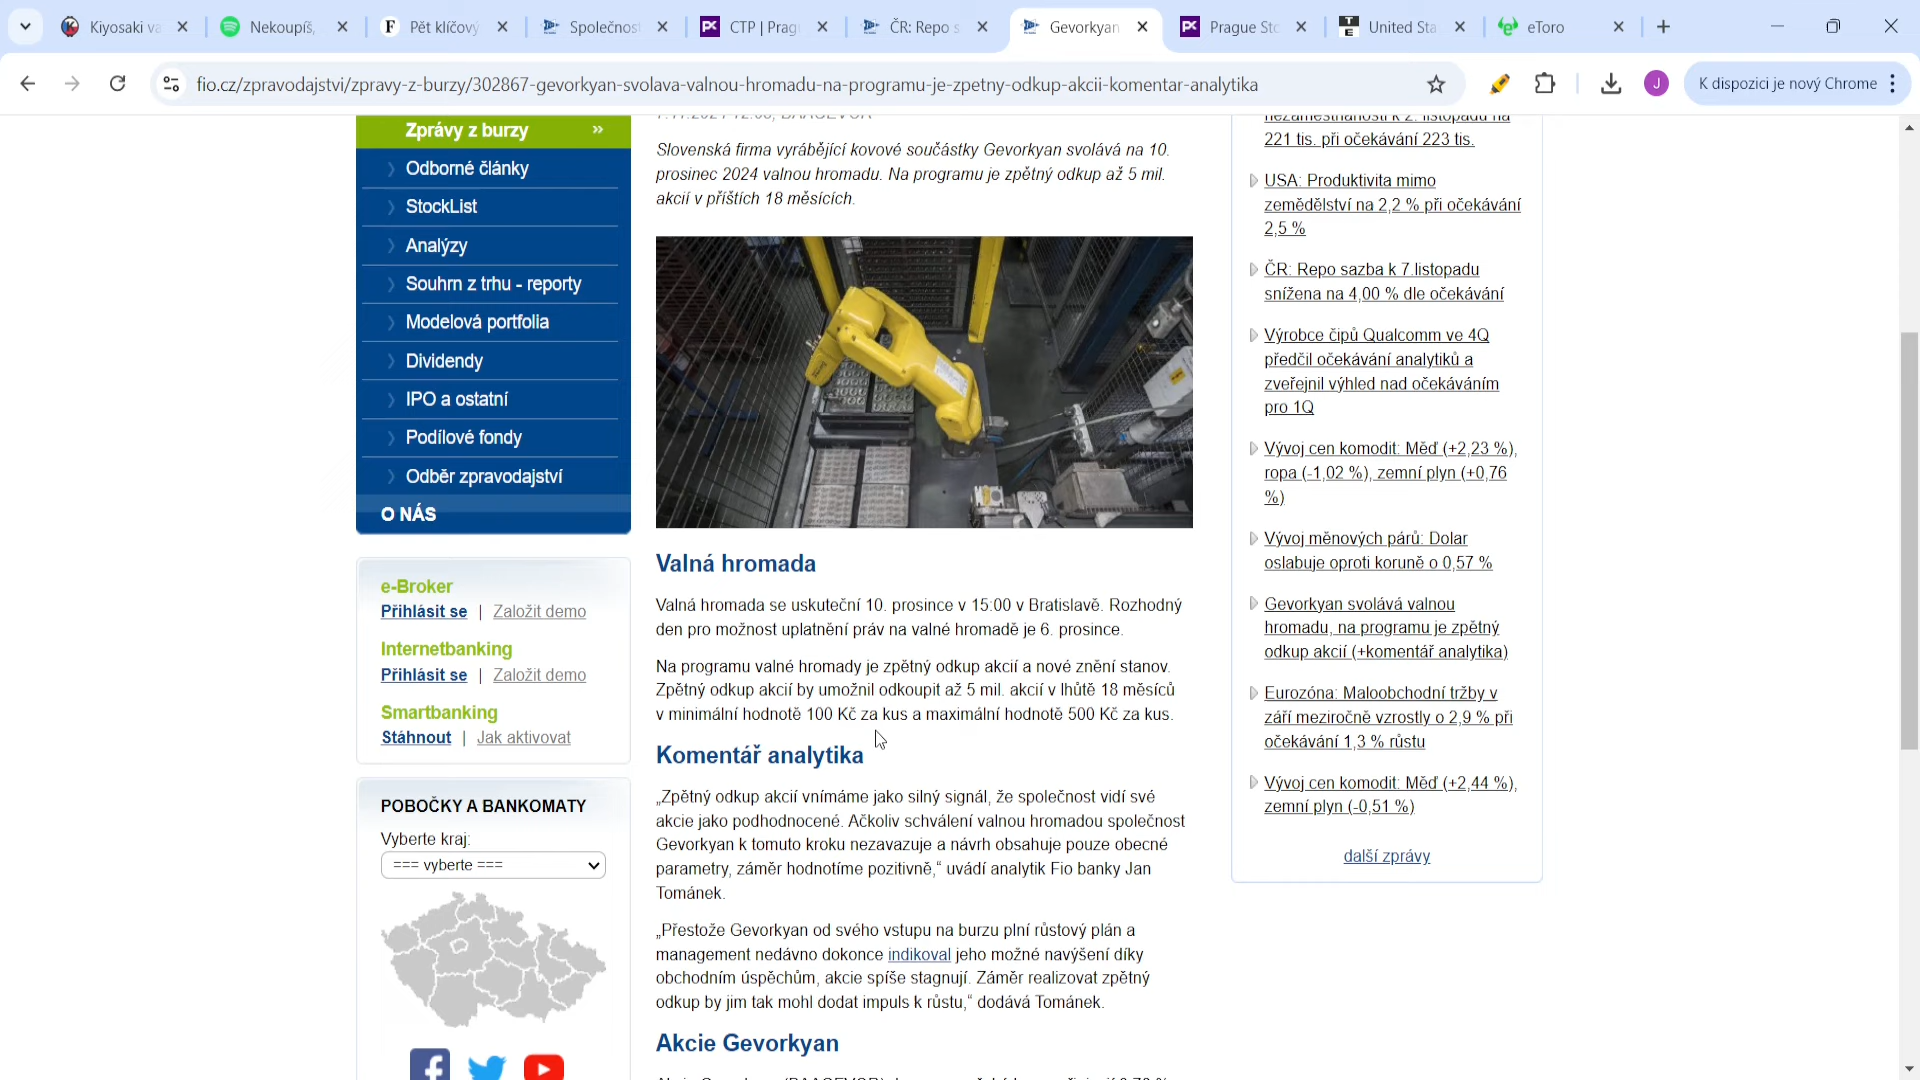 Kiyosaki va
Nekoupíš,
Pět klíčový
Společnost
CTP | Prag
ČR: Repo s
Gevorkyan
Prague Sto
United Sta
eToro
fio.cz/zpravodajstvi/zpravy-z-burzy/302867-gevorkyan-svolava-valnou-hromadu-na-programu-je-zpetny-odkup-akcii-komentar-analytika
J
K dispozici je nový Chrome
Zprávy z burzy »
Odborné články
StockList
Analýzy
Souhrn z trhu - reporty
Modelová portfolia
Dividendy
IPO a ostatní
Podílové fondy
Odběr zpravodajství
O NÁS
e-Broker
Přihlásit se | Založit demo
Internetbanking
Přihlásit se | Založit demo
Smartbanking
Stáhnout | Jak aktivovat
POBOČKY A BANKOMATY
Vyberte kraj:
=== vyberte ===
Slovenská firma vyrábějící kovové součástky Gevorkyan svolává na 10.
prosinec 2024 valnou hromadu. Na programu je zpětný odkup až 5 mil.
akcií v příštích 18 měsících.
Valná hromada
Valná hromada se uskuteční 10. prosince v 15:00 v Bratislavě. Rozhodný
den pro možnost uplatnění práv na valné hromadě je 6. prosince.
Na programu valné hromady je zpětný odkup akcií a nové znění stanov.
Zpětný odkup akcií by umožnil odkoupit až 5 mil. akcií v lhůtě 18 měsíců
v minimální hodnotě 100 Kč za kus a maximální hodnotě 500 Kč za kus.
Komentář analytika
„Zpětný odkup akcií vnímáme jako silný signál, že společnost vidí své
akcie jako podhodnocené. Ačkoliv schválení valnou hromadou společnost
Gevorkyan k tomuto kroku nezavazuje a návrh obsahuje pouze obecné
parametry, záměr hodnotíme pozitivně,“ uvádí analytik Fio banky Jan
Tománek.
„Přestože Gevorkyan od svého vstupu na burzu plní růstový plán a
management nedávno dokonce indikoval jeho možné navýšení díky
obchodním úspěchům, akcie spíše stagnují. Záměr realizovat zpětný
odkup by jim tak mohl dodat impuls k růstu,“ dodává Tománek.
Akcie Gevorkyan
nezaměstnanosti k 2. listopadu na
221 tis. při očekávání 223 tis.
USA: Produktivita mimo
zemědělství na 2,2 % při očekávání
2,5 %
ČR: Repo sazba k 7.listopadu
snížena na 4,00 % dle očekávání
Výrobce čipů Qualcomm ve 4Q
předčil očekávání analytiků a
zveřejnil výhled nad očekáváním
pro 1Q
Vývoj cen komodit: Měď (+2,23 %),
ropa (-1,02 %), zemní plyn (+0,76
%)
Vývoj měnových párů: Dolar
oslabuje oproti koruně o 0,57 %
Gevorkyan svolává valnou
hromadu, na programu je zpětný
odkup akcií (+komentář analytika)
Eurozóna: Maloobchodní tržby v
září meziročně vzrostly o 2,9 % při
očekávání 1,3 % růstu
Vývoj cen komodit: Měď (+2,44 %),
zemní plyn (-0,51 %)
další zprávy